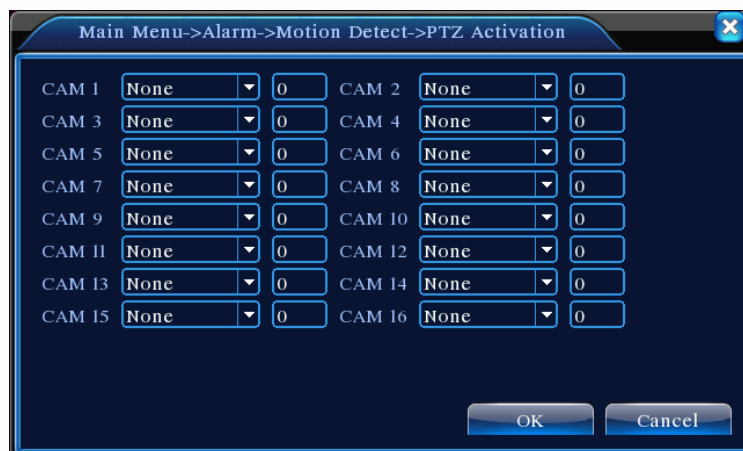 Main Menu->Alarm->Motion Detect->PTZ Activation
CAM 1 None 0 CAM 2 None 0
CAM 3 None 0 CAM 4 None 0
CAM 5 None 0 CAM 6 None 0
CAM 7 None 0 CAM 8 None 0
CAM 9 None 0 CAM 10 None 0
CAM 11 None 0 CAM 12 None 0
CAM 13 None 0 CAM 14 None 0
CAM 15 None 0 CAM 16 None 0
OK Cancel